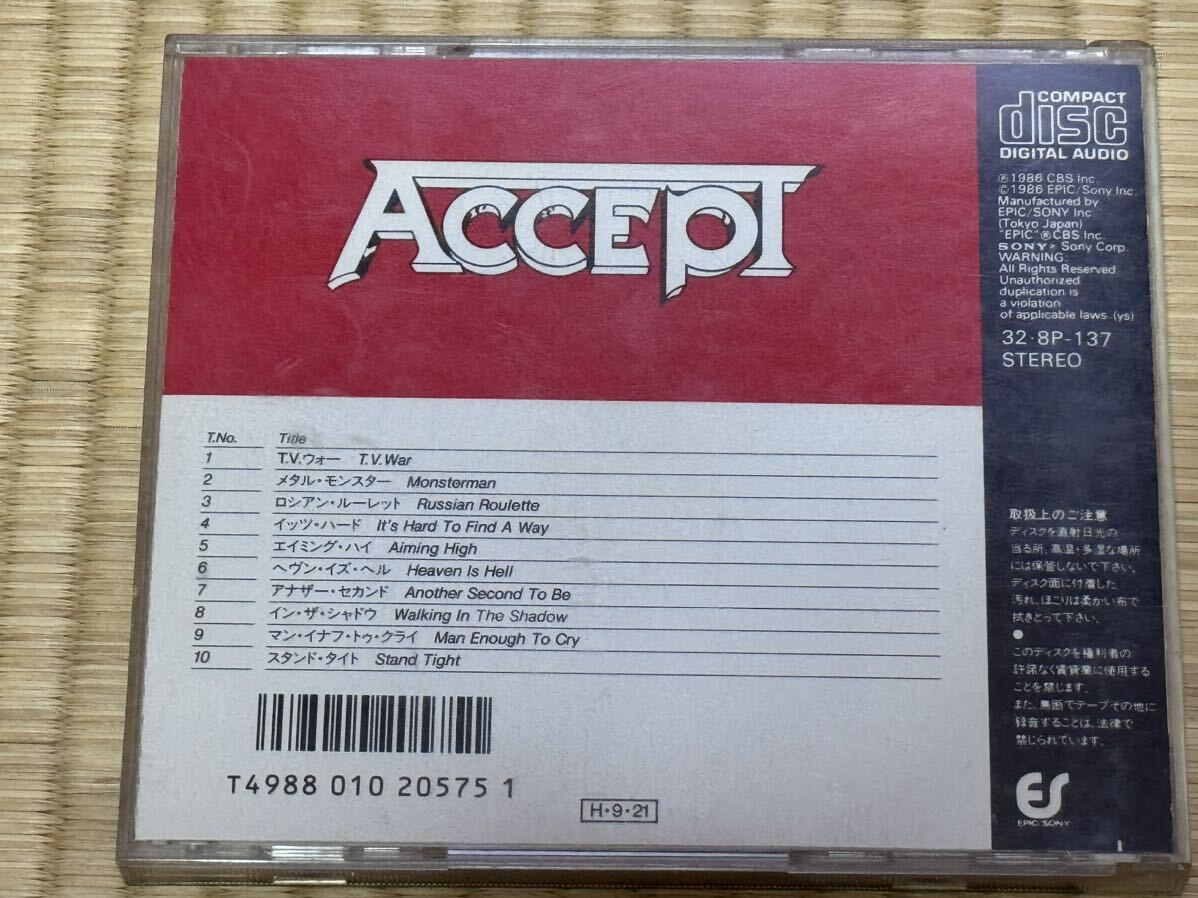 ACCEPT
COMPACT
disc
DIGITAL AUDIO
℗1986 CBS Inc.
©1986 EPIC/Sony Inc.
Manufactured by
EPIC/SONY Inc
(Tokyo Japan)
"EPIC"®CBS Inc.
SONY® Sony Corp.
WARNING:
All Rights Reserved
Unauthorized
duplication is
a violation
of applicable laws (ys)
32·8P-137
STEREO
T.No. Title
1 T.V.ウォー T.V. War
2 メタル・モンスター Monsterman
3 ロシアン・ルーレット Russian Roulette
4 イッツ・ハード It's Hard To Find A Way
5 エイミング・ハイ Aiming High
6 ヘヴン・イズ・ヘル Heaven Is Hell
7 アナザー・セカンド Another Second To Be
8 イン・ザ・シャドウ Walking In The Shadow
9 マン・イナフ・トゥ・クライ Man Enough To Cry
10 スタンド・タイト Stand Tight
T4988 010 20575 1
H·9·21
取扱上のご注意
ディスクを直射日光の
当る所、高温・多湿な場所
には保管しないで下さい。
ディスク面に付着した
汚れ、ほこりは柔かい布で
拭きとって下さい。
●
このディスクを権利者の
許諾なく賃貸業に使用する
ことを禁じます。
また、無断でテープその他に
録音することは、法律で
禁じられています。
ES
EPIC/SONY